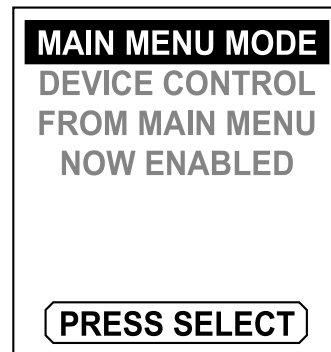 MAIN MENU MODE
DEVICE CONTROL
FROM MAIN MENU
NOW ENABLED
PRESS SELECT